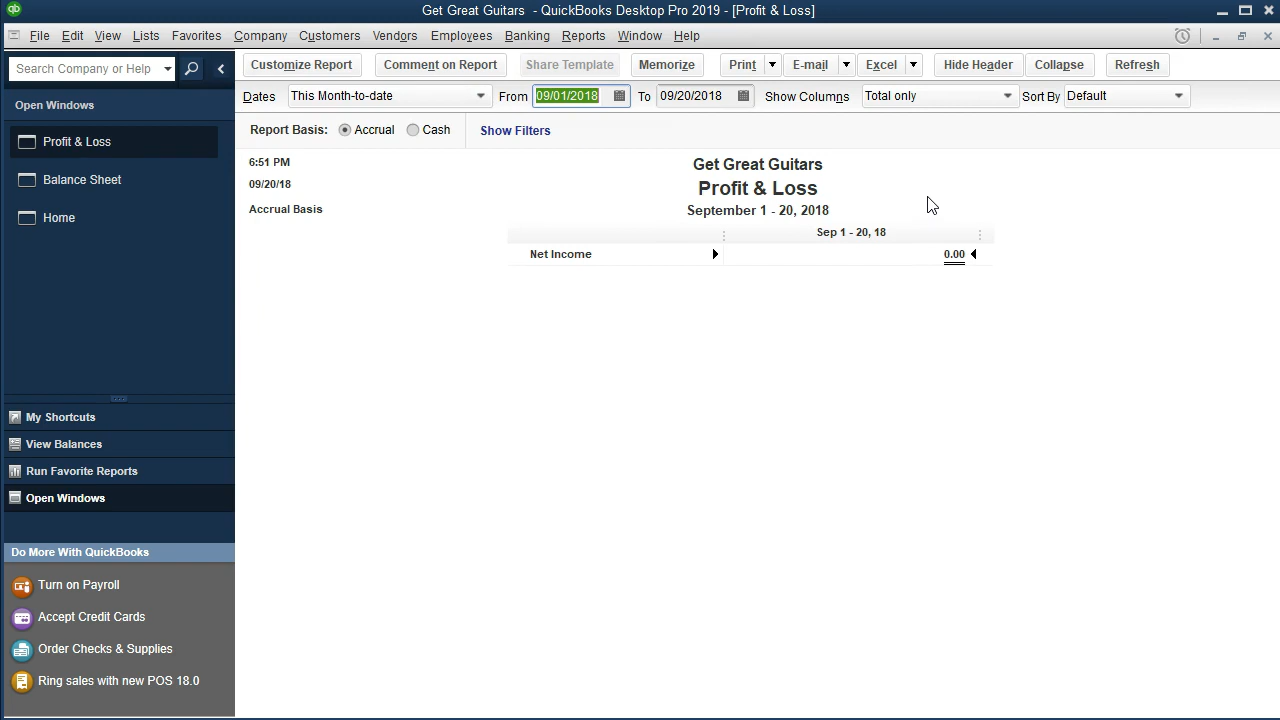 qb Get Great Guitars - QuickBooks Desktop Pro 2019 - [Profit & Loss]
File Edit View Lists Favorites Company Customers Vendors Employees Banking Reports Window Help
Search Company or Help
Customize Report Comment on Report Share Template Memorize Print E-mail Excel Hide Header Collapse Refresh
Dates This Month-to-date From 09/01/2018 To 09/20/2018 Show Columns Total only Sort By Default
Open Windows
Report Basis: Accrual Cash Show Filters
Profit & Loss
Balance Sheet
Home
6:51 PM
09/20/18
Accrual Basis
Get Great Guitars
Profit & Loss
September 1 - 20, 2018
Sep 1 - 20, 18
Net Income 0.00
My Shortcuts
View Balances
Run Favorite Reports
Open Windows
Do More With QuickBooks
Turn on Payroll
Accept Credit Cards
Order Checks & Supplies
Ring sales with new POS 18.0